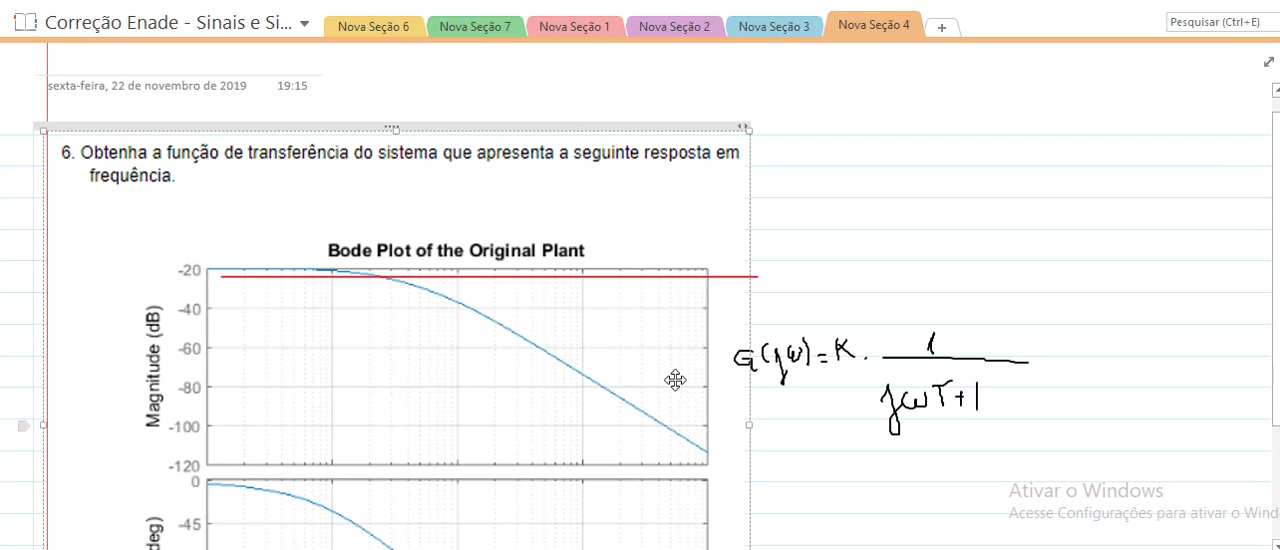 Correção Enade - Sinais e Si...
Nova Seção 6
Nova Seção 7
Nova Seção 1
Nova Seção 2
Nova Seção 3
Nova Seção 4
+
Pesquisar (Ctrl+E)
sexta-feira, 22 de novembro de 2019 19:15
6. Obtenha a função de transferência do sistema que apresenta a seguinte resposta em
frequência.
Bode Plot of the Original Plant
Magnitude (dB)
-20
-40
-60
-80
-100
-120
0
-45
deg)
G(jω) = K. 1
jωT+1
Ativar o Windows
Acesse Configurações para ativar o Wind